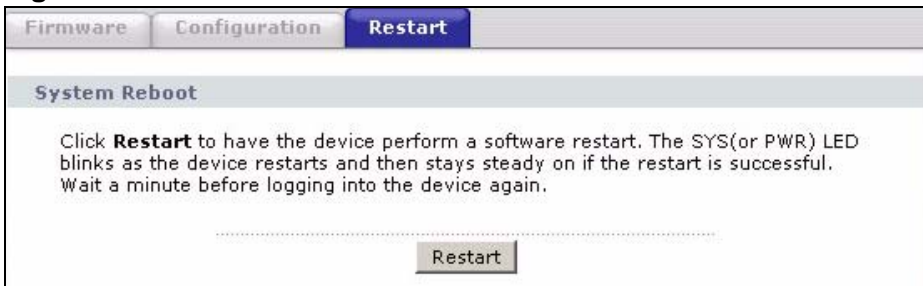 Firmware Configuration Restart
System Reboot
Click Restart to have the device perform a software restart. The SYS(or PWR) LED
blinks as the device restarts and then stays steady on if the restart is successful.
Wait a minute before logging into the device again.
Restart